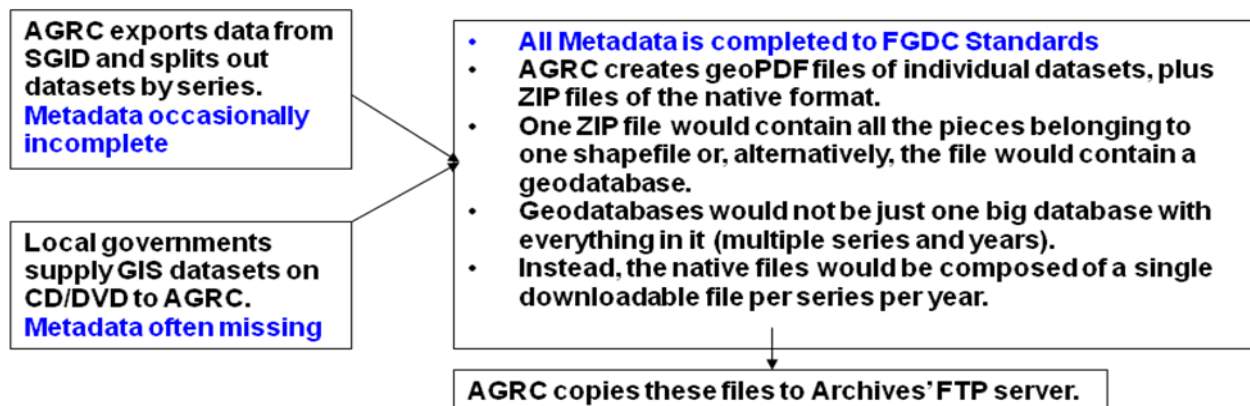 AGRC exports data from
SGID and splits out
datasets by series.
Metadata occasionally
incomplete
Local governments
supply GIS datasets on
CD/DVD to AGRC.
Metadata often missing
• All Metadata is completed to FGDC Standards
• AGRC creates geoPDF files of individual datasets, plus
ZIP files of the native format.
• One ZIP file would contain all the pieces belonging to
one shapefile or, alternatively, the file would contain a
geodatabase.
• Geodatabases would not be just one big database with
everything in it (multiple series and years).
• Instead, the native files would be composed of a single
downloadable file per series per year.
AGRC copies these files to Archives’ FTP server.